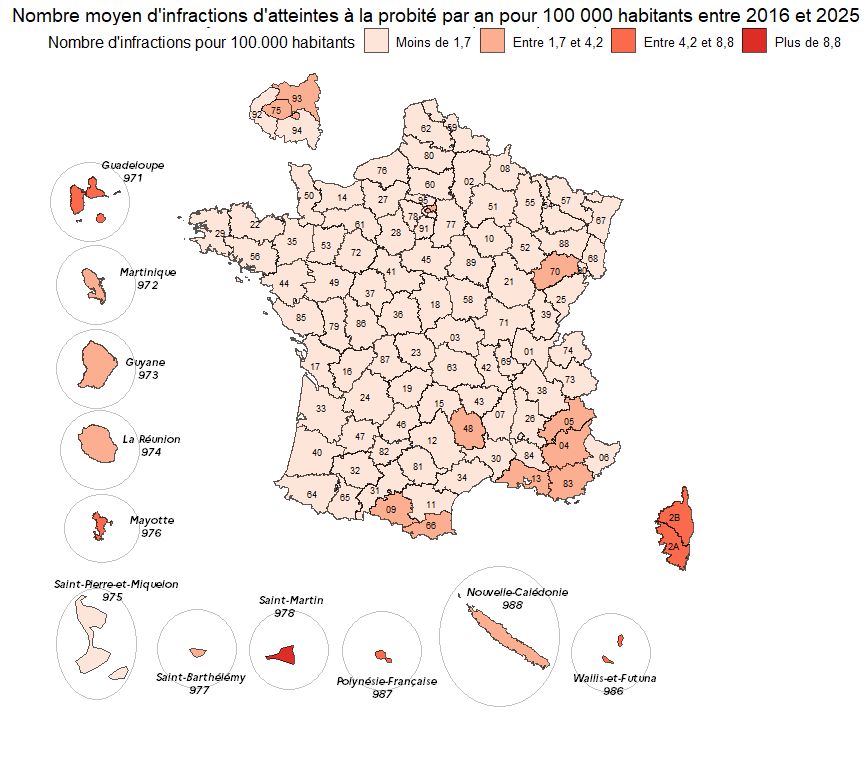 Nombre moyen d'infractions d'atteintes à la probité par an pour 100 000 habitants entre 2016 et 2025
Nombre d'infractions pour 100.000 habitants Moins de 1,7 Entre 1,7 et 4,2 Entre 4,2 et 8,8 Plus de 8,8
93
75
92
94
Guadeloupe
971
Martinique
972
Guyane
973
La Réunion
974
Mayotte
976
62 59
80
76 02 08
60
50 14 27 95 51 55 54 57
67
78 77
22 61 91
29 28 10 88
35 53 72 52 68
56 45 89 70 90
41
44 49 21 25
37 18 58
85 36 39
79 86 71
03
23 01 74
87 63 42 69
17 16 73
19 38
24 15 43
33 07 26 05
46 48
47 12 04
40 82 30 84 06
32 81 34 13 83
64 65 31 11
09
66
2B
2A
Saint-Pierre-et-Miquelon
975
Saint-Barthélémy
977
Saint-Martin
978
Polynésie-Française
987
Nouvelle-Calédonie
988
Wallis-et-Futuna
986